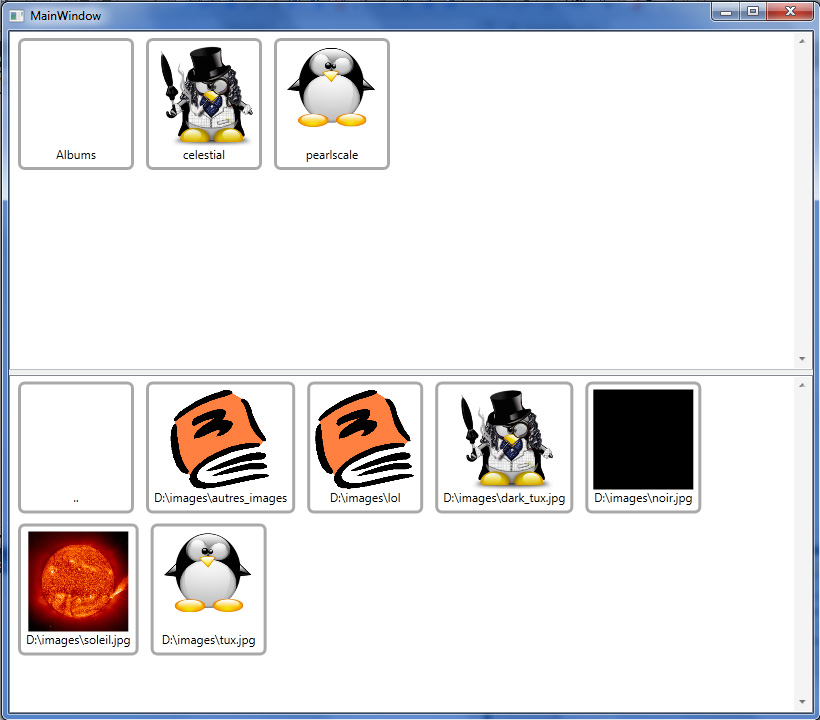 MainWindow
Albums
celestial
pearlscale
..
D:\images\autres_images
D:\images\lol
D:\images\dark_tux.jpg
D:\images\noir.jpg
D:\images\soleil.jpg
D:\images\tux.jpg